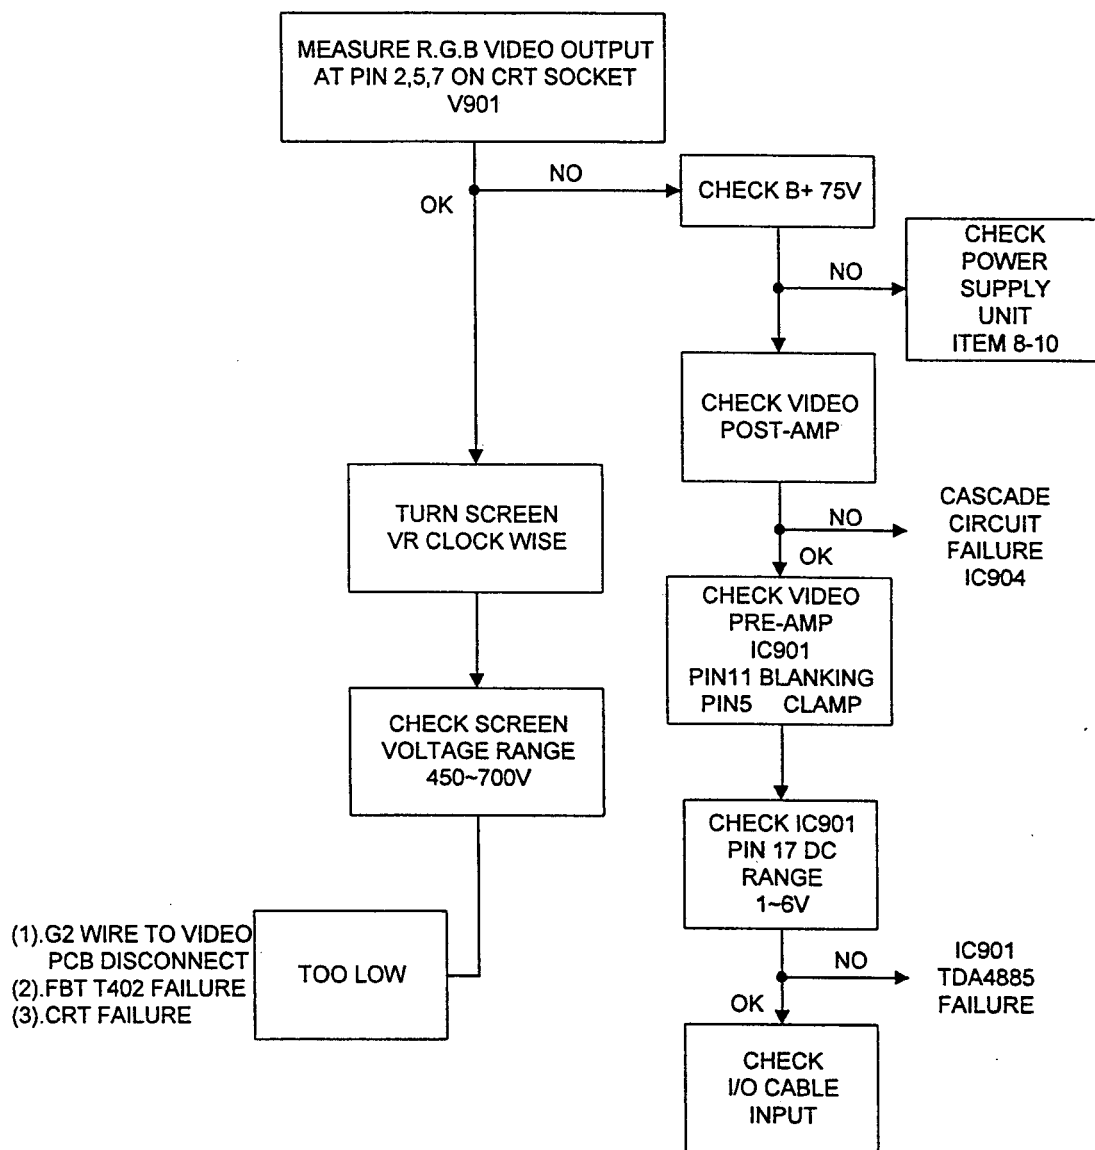 MEASURE R.G.B VIDEO OUTPUT
AT PIN 2,5,7 ON CRT SOCKET
V901
NO
OK
CHECK B+ 75V
NO
CHECK
POWER
SUPPLY
UNIT
ITEM 8-10
CHECK VIDEO
POST-AMP
NO
OK
CASCADE
CIRCUIT
FAILURE
IC904
TURN SCREEN
VR CLOCK WISE
CHECK VIDEO
PRE-AMP
IC901
PIN11 BLANKING
PIN5 CLAMP
CHECK SCREEN
VOLTAGE RANGE
450~700V
CHECK IC901
PIN 17 DC
RANGE
1~6V
(1).G2 WIRE TO VIDEO
PCB DISCONNECT
(2).FBT T402 FAILURE
(3).CRT FAILURE
TOO LOW
NO
OK
IC901
TDA4885
FAILURE
CHECK
I/O CABLE
INPUT